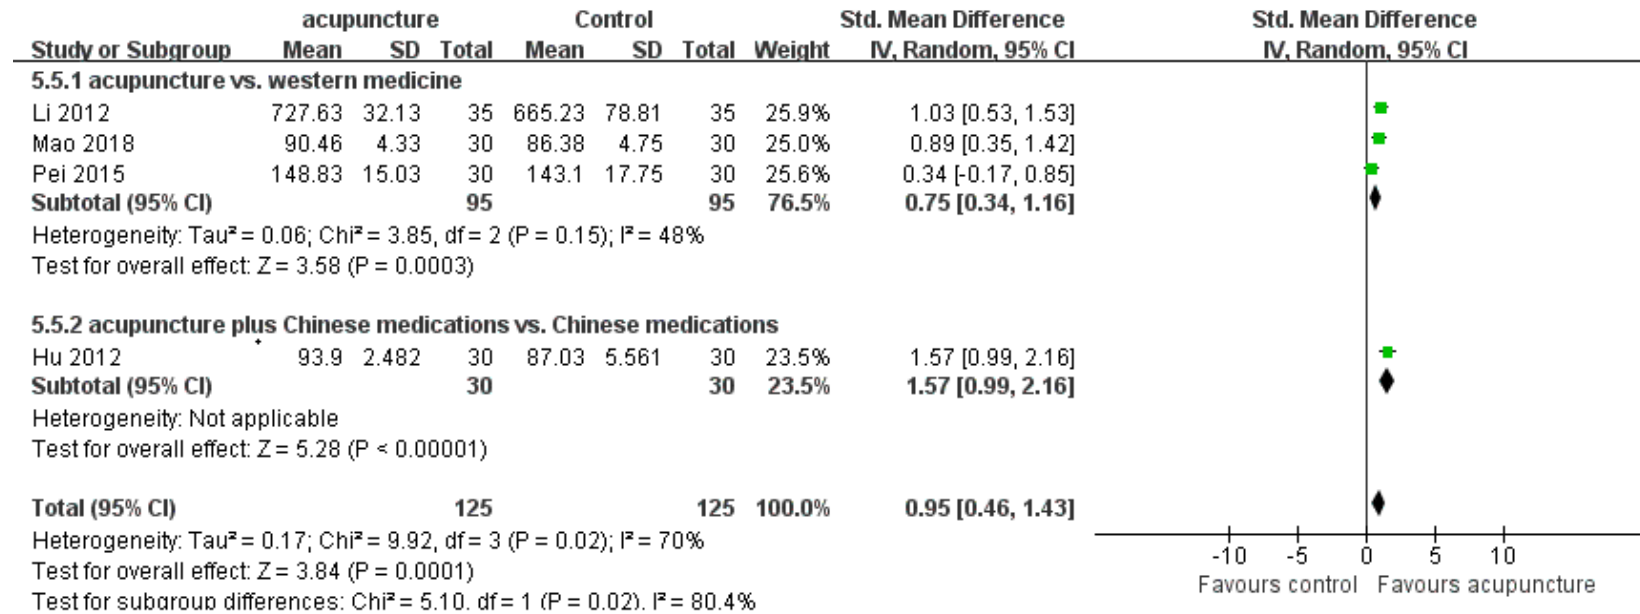 acupuncture Control Std. Mean Difference Std. Mean Difference
Study or Subgroup Mean SD Total Mean SD Total Weight IV, Random, 95% CI IV, Random, 95% CI
5.5.1 acupuncture vs. western medicine
Li 2012 727.63 32.13 35 665.23 78.81 35 25.9% 1.03 [0.53, 1.53]
Mao 2018 90.46 4.33 30 86.38 4.75 30 25.0% 0.89 [0.35, 1.42]
Pei 2015 148.83 15.03 30 143.1 17.75 30 25.6% 0.34 [-0.17, 0.85]
Subtotal (95% CI) 95 95 76.5% 0.75 [0.34, 1.16]
Heterogeneity: Tau² = 0.06; Chi² = 3.85, df = 2 (P = 0.15); I² = 48%
Test for overall effect: Z = 3.58 (P = 0.0003)
5.5.2 acupuncture plus Chinese medications vs. Chinese medications
Hu 2012 93.9 2.482 30 87.03 5.561 30 23.5% 1.57 [0.99, 2.16]
Subtotal (95% CI) 30 30 23.5% 1.57 [0.99, 2.16]
Heterogeneity: Not applicable
Test for overall effect: Z = 5.28 (P < 0.00001)
Total (95% CI) 125 125 100.0% 0.95 [0.46, 1.43]
Heterogeneity: Tau² = 0.17; Chi² = 9.92, df = 3 (P = 0.02); I² = 70%
Test for overall effect: Z = 3.84 (P = 0.0001)
Test for subgroup differences: Chi² = 5.10, df = 1 (P = 0.02), I² = 80.4%
-10 -5 0 5 10
Favours control Favours acupuncture